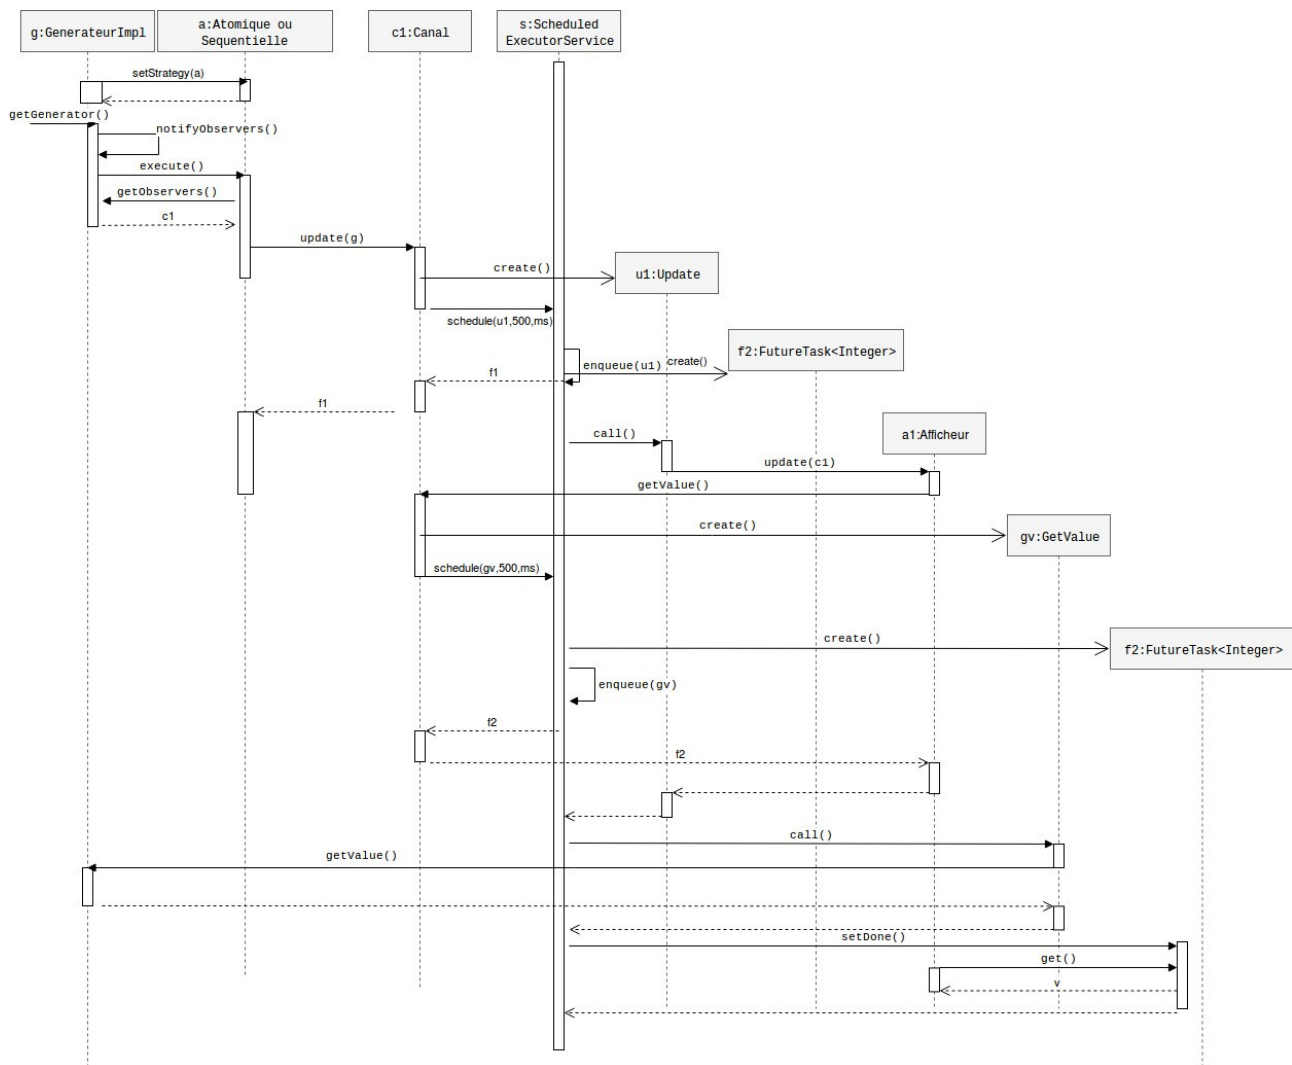 g:GenerateurImpl
a:Atomique ou
Sequentielle
c1:Canal
s:Scheduled
ExecutorService
setStrategy(a)
getGenerator()
notifyObservers()
execute()
getObservers()
c1
update(g)
create()
u1:Update
schedule(u1,500,ms)
f2:FutureTask<Integer>
enqueue(u1)
create()
f1
f1
call()
a1:Afficheur
update(c1)
getValue()
create()
gv:GetValue
schedule(gv,500,ms)
create()
f2:FutureTask<Integer>
enqueue(gv)
f2
f2
call()
getValue()
setDone()
get()
v